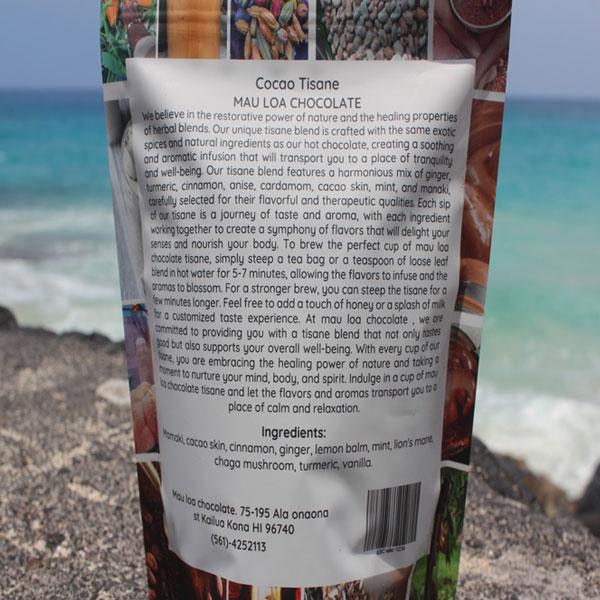 Cocao Tisane
MAU LOA CHOCOLATE
We believe in the restorative power of nature and the healing properties
of herbal blends. Our unique tisane blend is crafted with the same exotic
spices and natural ingredients as our hot chocolate, creating a soothing
and aromatic infusion that will transport you to a place of tranquility
and well-being. Our tisane blend features a harmonious mix of ginger,
turmeric, cinnamon, anise, cardamom, cacao skin, mint, and manaki,
carefully selected for their flavorful and therapeutic qualities. Each sip
of our tisane is a journey of taste and aroma, with each ingredient
working together to create a symphony of flavors that will delight your
senses and nourish your body. To brew the perfect cup of mau loa
chocolate tisane, simply steep a tea bag or a teaspoon of loose leaf
blend in hot water for 5-7 minutes, allowing the flavors to infuse and the
aromas to blossom. For a stronger brew, you can steep the tisane for a
few minutes longer. Feel free to add a touch of honey or a splash of milk
for a customized taste experience. At mau loa chocolate , we are
committed to providing you with a tisane blend that not only tastes
good but also supports your overall well-being. With every cup of our
tisane, you are embracing the healing power of nature and taking a
moment to nurture your mind, body, and spirit. Indulge in a cup of mau
loa chocolate tisane and let the flavors and aromas transport you to a
place of calm and relaxation.
Ingredients:
Mamaki, cacao skin, cinnamon, ginger, lemon balm, mint, lion's mane,
chaga mushroom, turmeric, vanilla.
Mau loa chocolate. 75-195 Ala onaona
st Kailua Kona HI 96740
(561)-4252113